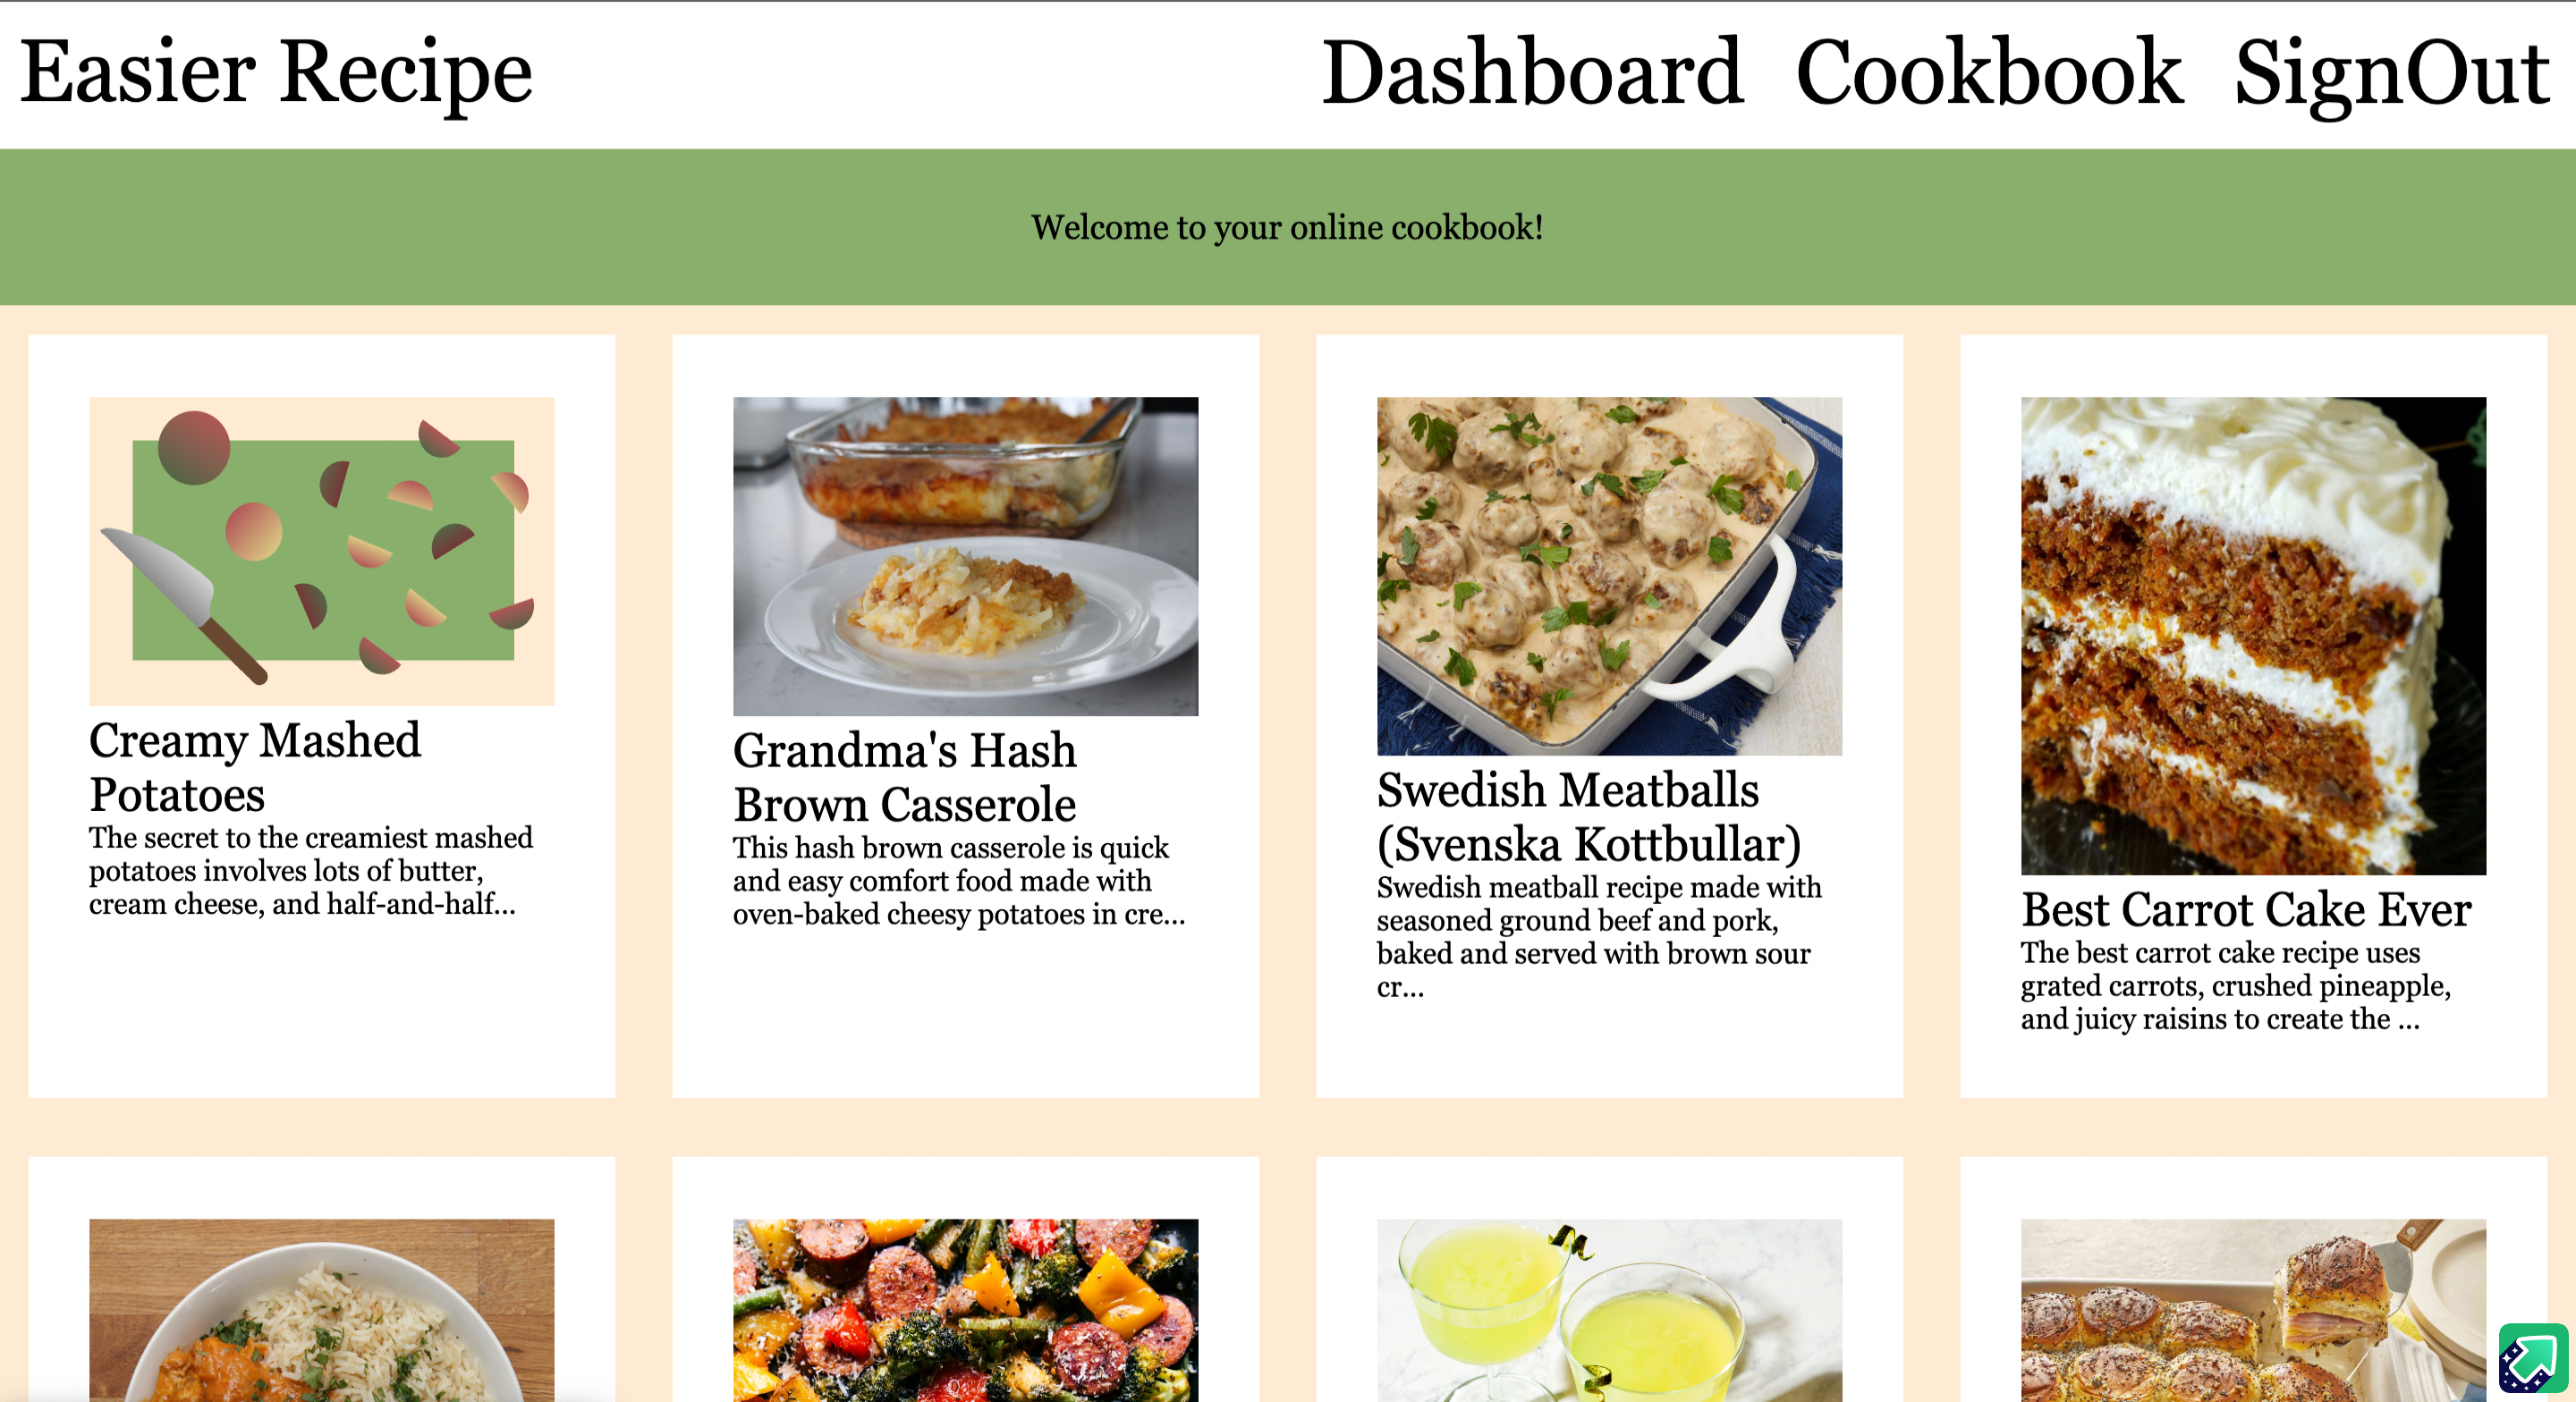 Easier Recipe Dashboard Cookbook SignOut
Welcome to your online cookbook!
Creamy Mashed
Potatoes
The secret to the creamiest mashed
potatoes involves lots of butter,
cream cheese, and half-and-half...
Grandma's Hash
Brown Casserole
This hash brown casserole is quick
and easy comfort food made with
oven-baked cheesy potatoes in cre...
Swedish Meatballs
(Svenska Kottbullar)
Swedish meatball recipe made with
seasoned ground beef and pork,
baked and served with brown sour
cr...
Best Carrot Cake Ever
The best carrot cake recipe uses
grated carrots, crushed pineapple,
and juicy raisins to create the ...